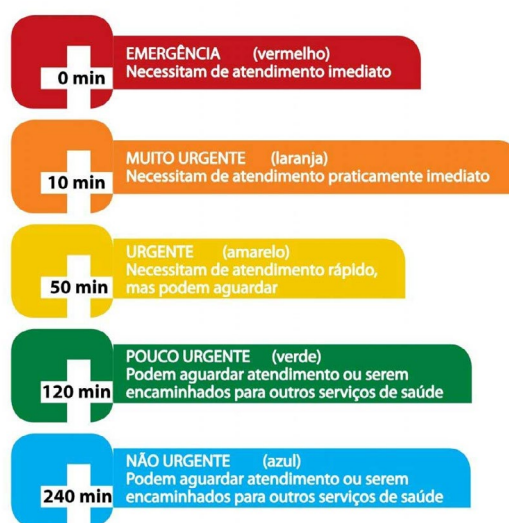 EMERGÊNCIA (vermelho)
0 min
Necessitam de atendimento imediato
MUITO URGENTE (laranja)
10 min
Necessitam de atendimento praticamente imediato
URGENTE (amarelo)
Necessitam de atendimento rápido,
50 min
mas podem aguardar
POUCO URGENTE (verde)
Podem aguardar atendimento ou serem
120 min
encaminhados para outros serviços de saúde
NÃO URGENTE (azul)
Podem aguardar atendimento ou serem
240 min
encaminhados para outros serviços de saúde